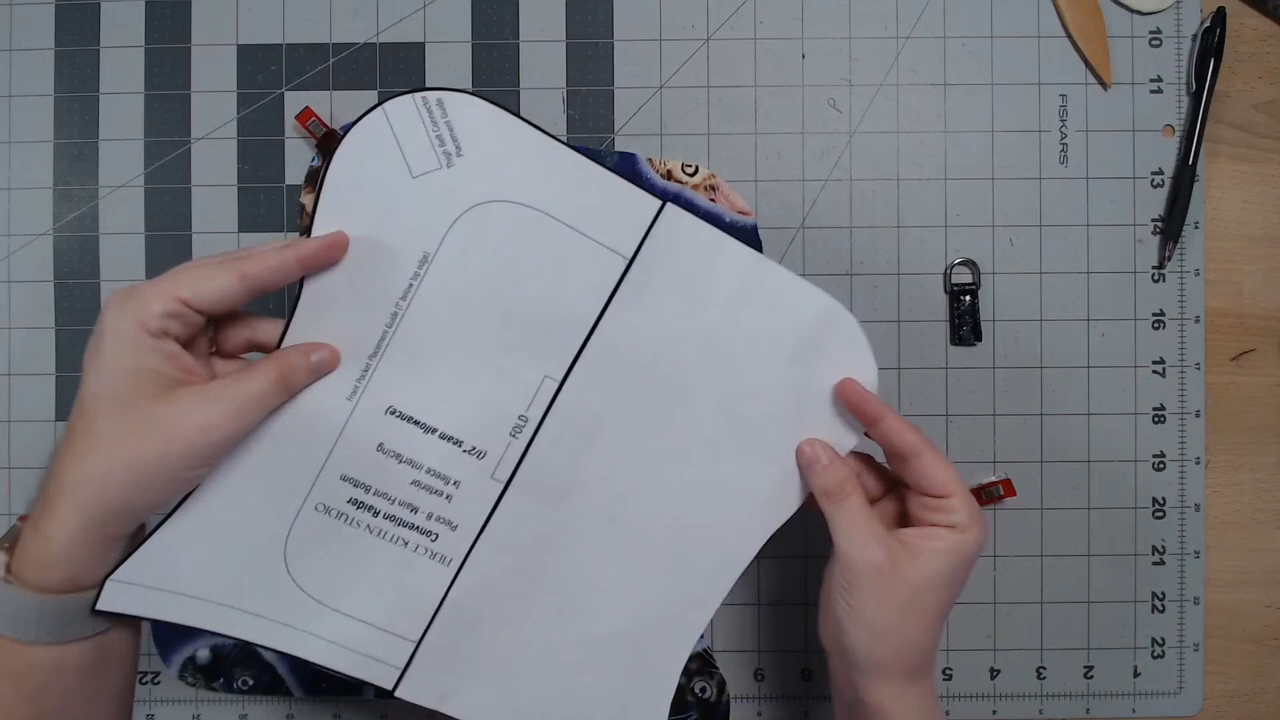 Thigh Belt Connector
Placement Guide
Front Pocket Placement Guide (1" below top edge)
FOLD
FIERCE KITTEN STUDIO
Convention Raider
Piece B - Main Front Bottom
1x exterior
1x fleece interfacing
(1/2" seam allowance)
FISKARS
10
11
13
14
15
16
17
18
19
20
21
22
23
22
9
5
4
3
2
1